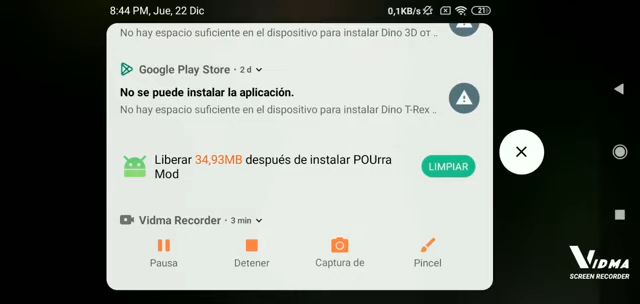 8:44 PM, Jue, 22 Dic
0,1KB/s
21
No hay espacio suficiente en el dispositivo para instalar Dino 3D от ..
Google Play Store · 2 d
No se puede instalar la aplicación.
No hay espacio suficiente en el dispositivo para instalar Dino T-Rex ..
Liberar 34,93MB después de instalar POUrra
Mod
LIMPIAR
Vidma Recorder · 3 min
Pausa
Detener
Captura de
Pincel
VIDMA
SCREEN RECORDER